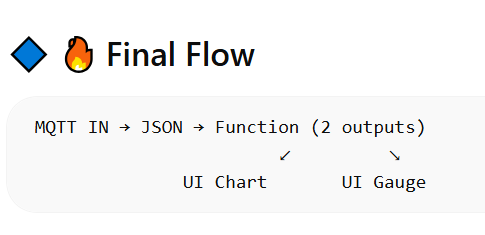 🔷 🔥 Final Flow
MQTT IN → JSON → Function (2 outputs)
↙ ↘
UI Chart UI Gauge